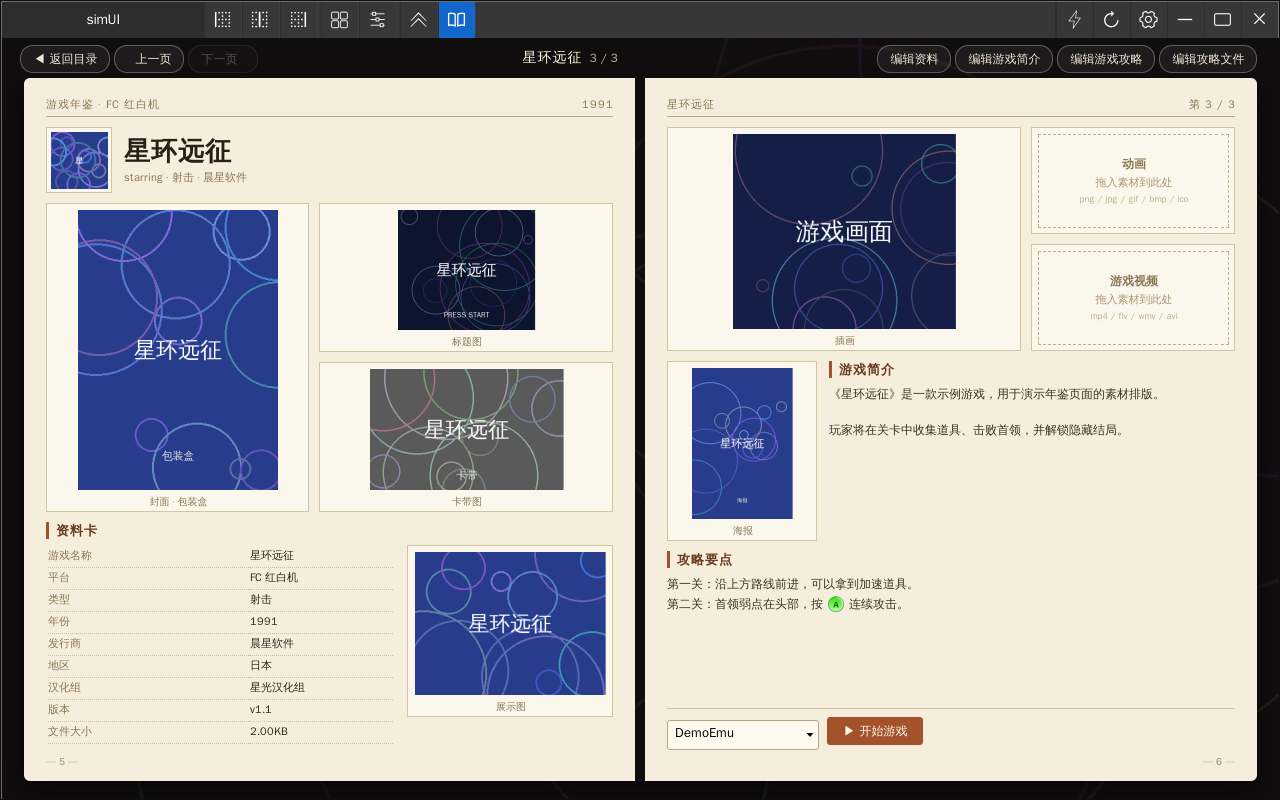 simUI
◀ 返回目录
上一页
下一页
星环远征 3 / 3
编辑资料
编辑游戏简介
编辑游戏攻略
编辑攻略文件
游戏年鉴 · FC 红白机
1991
星环远征
starring · 射击 · 晨星软件
星环远征
包装盒
封面 · 包装盒
星环远征
PRESS START
标题图
星环远征
卡带
卡带图
资料卡
游戏名称 星环远征
平台 FC 红白机
类型 射击
年份 1991
发行商 晨星软件
地区 日本
汉化组 星光汉化组
版本 v1.1
文件大小 2.00KB
星环远征
展示图
— 5 —
星环远征
第 3 / 3
游戏画面
插画
动画
拖入素材到此处
png / jpg / gif / bmp / ico
游戏视频
拖入素材到此处
mp4 / flv / wmv / avi
星环远征
海报
海报
游戏简介
《星环远征》是一款示例游戏，用于演示年鉴页面的素材排版。
玩家将在关卡中收集道具、击败首领，并解锁隐藏结局。
攻略要点
第一关：沿上方路线前进，可以拿到加速道具。
第二关：首领弱点在头部，按 A 连续攻击。
DemoEmu
▶ 开始游戏
— 6 —